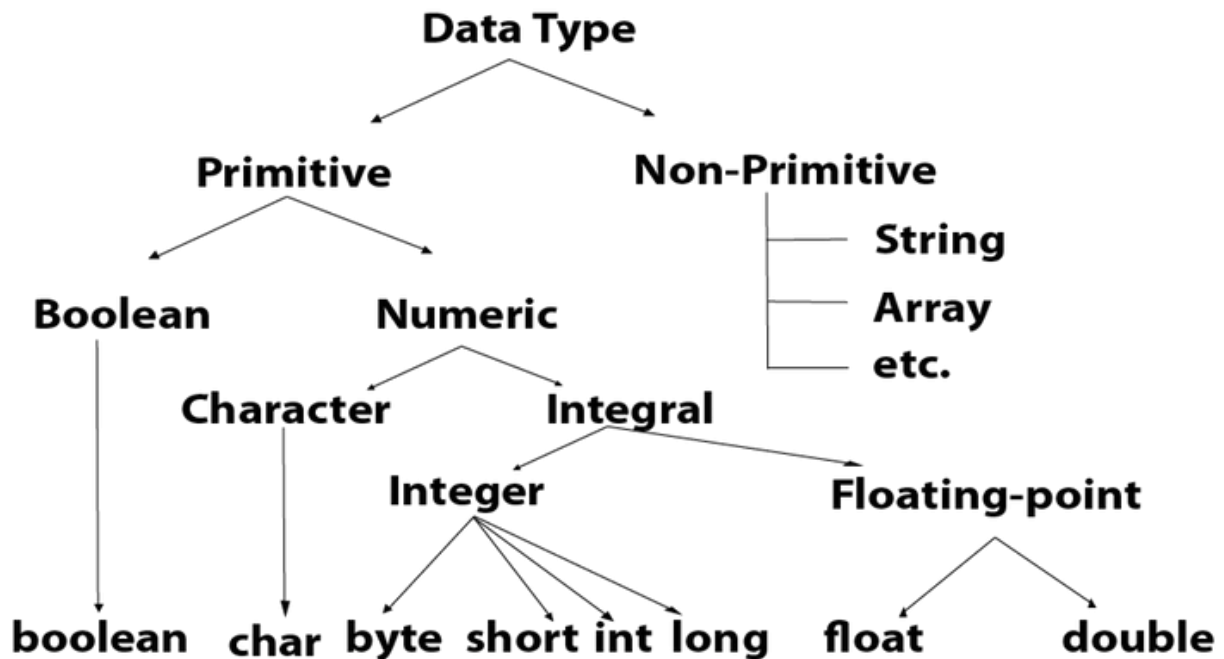 Data Type
Primitive
Non-Primitive
String
Boolean
Numeric
Array
etc.
Character
Integral
Integer
Floating-point
boolean char byte short int long float double